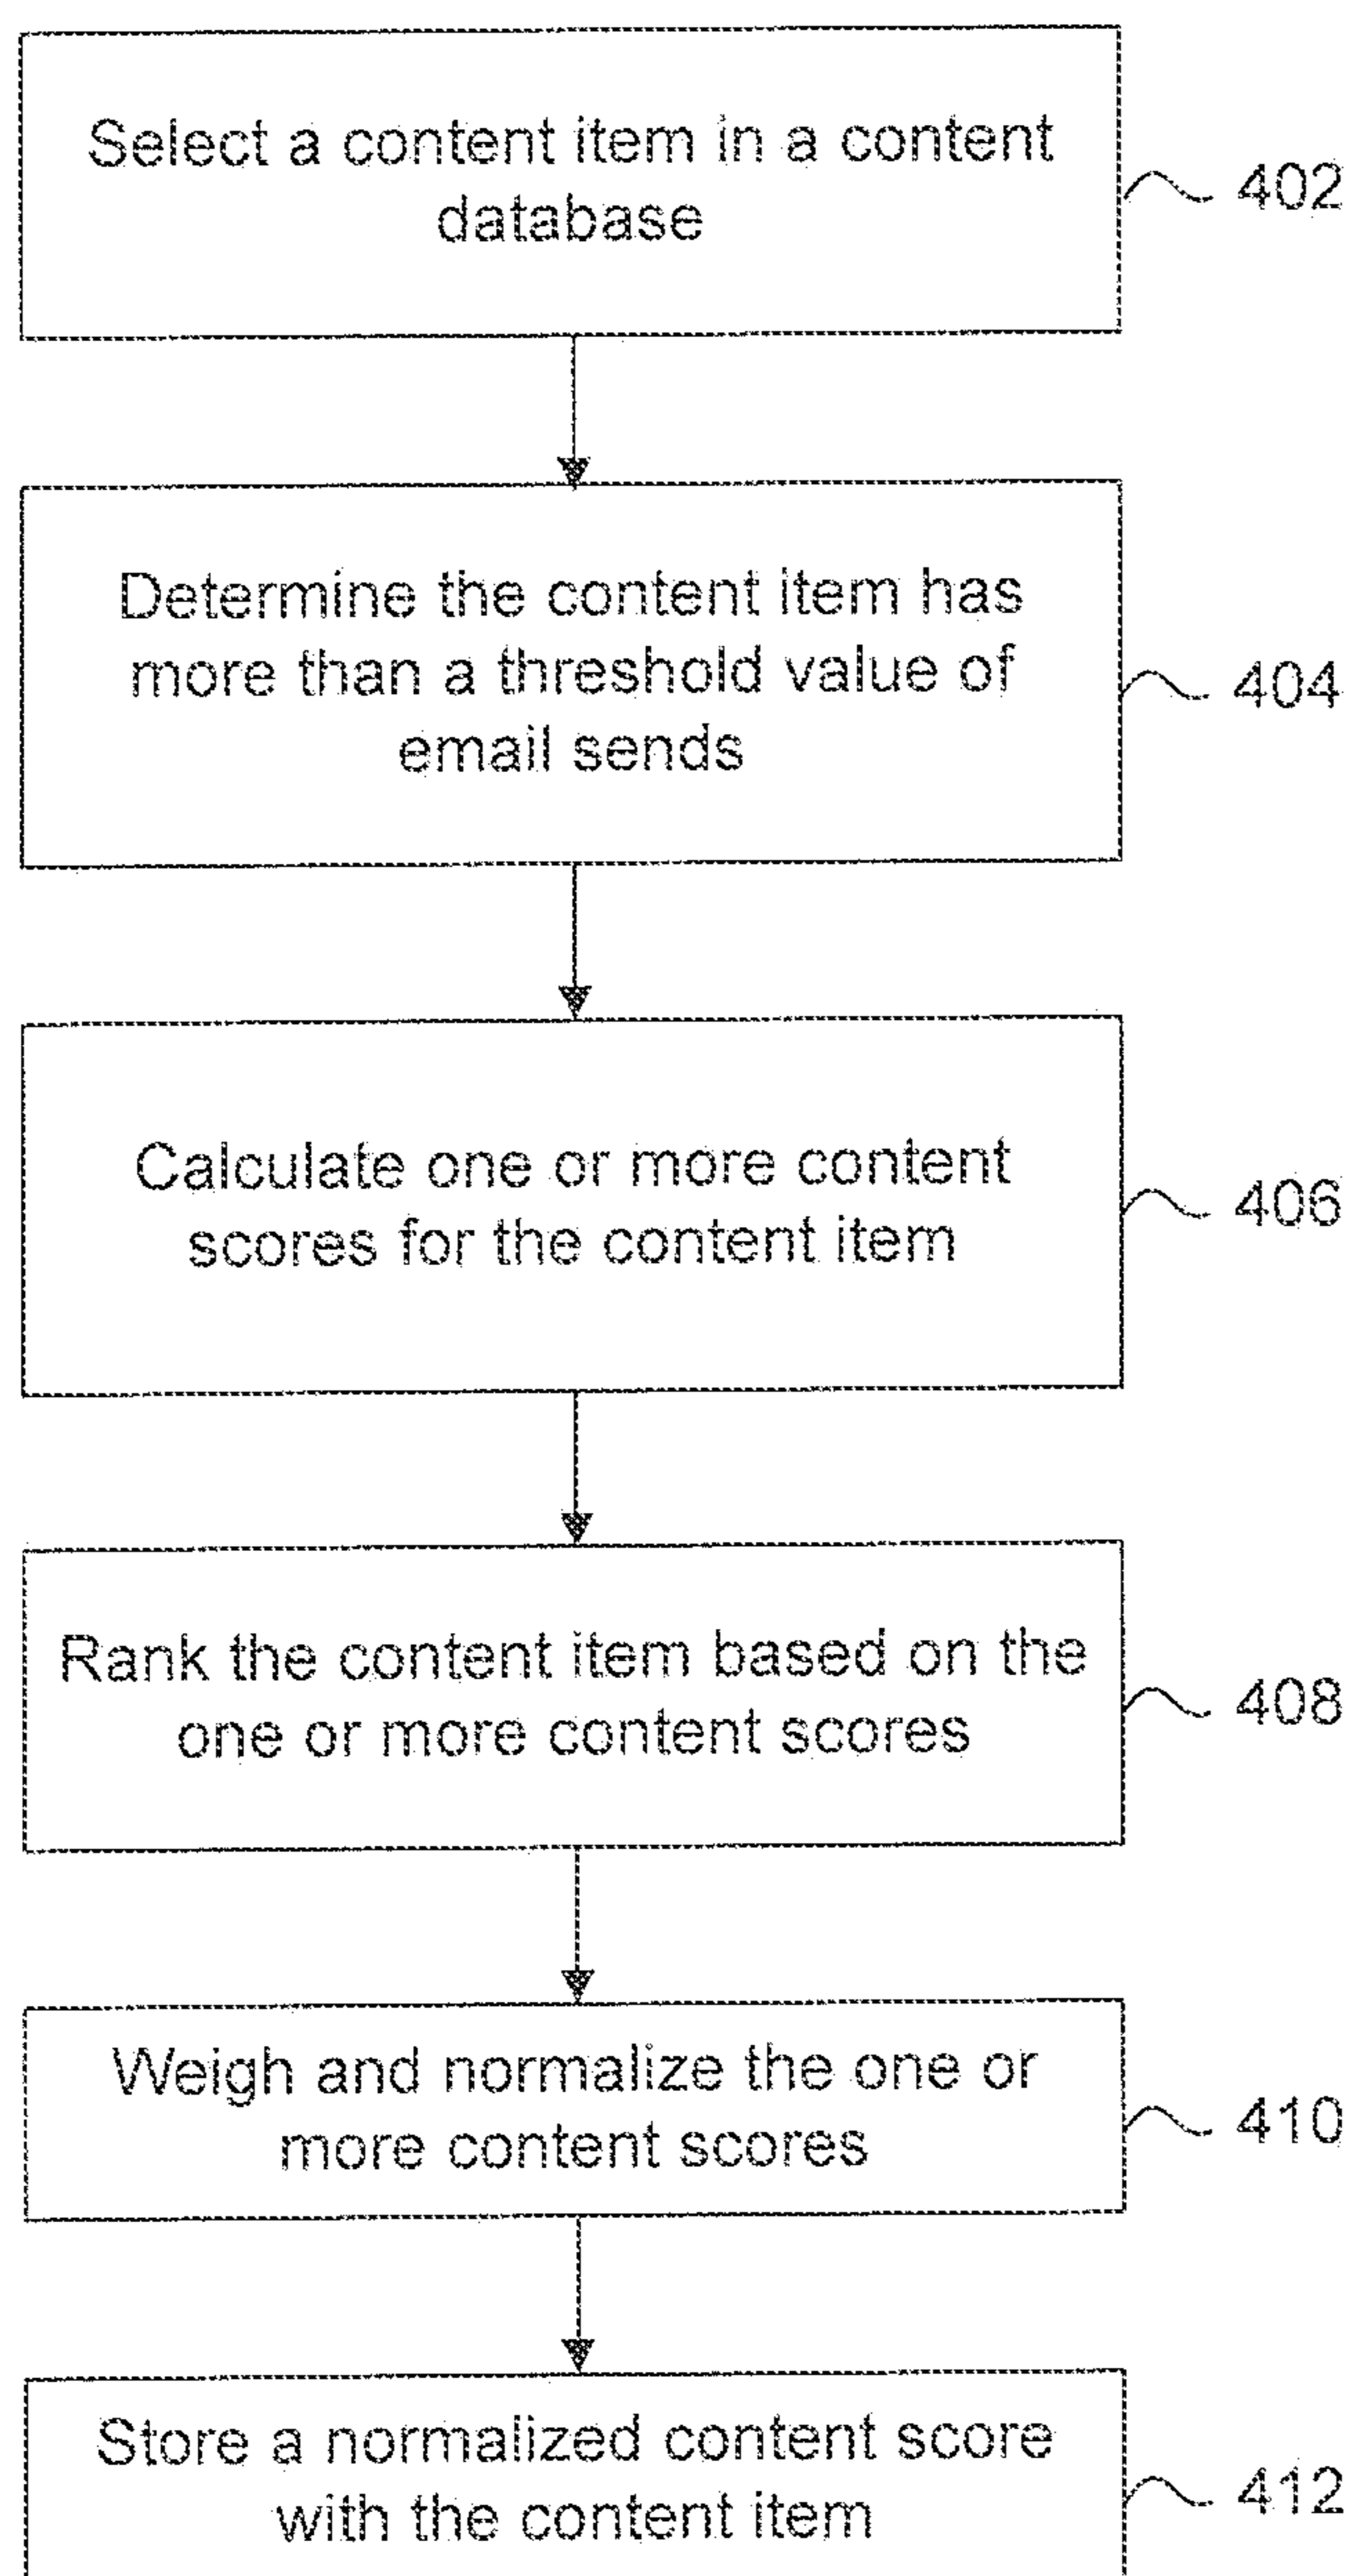 Select a content item in a content
database
402
Determine the content item has
more than a threshold value of
email sends
404
Calculate one or more content
scores for the content item
406
Rank the content item based on the
one or more content scores
408
Weigh and normalize the one or
more content scores
410
Store a normalized content score
with the content item
412